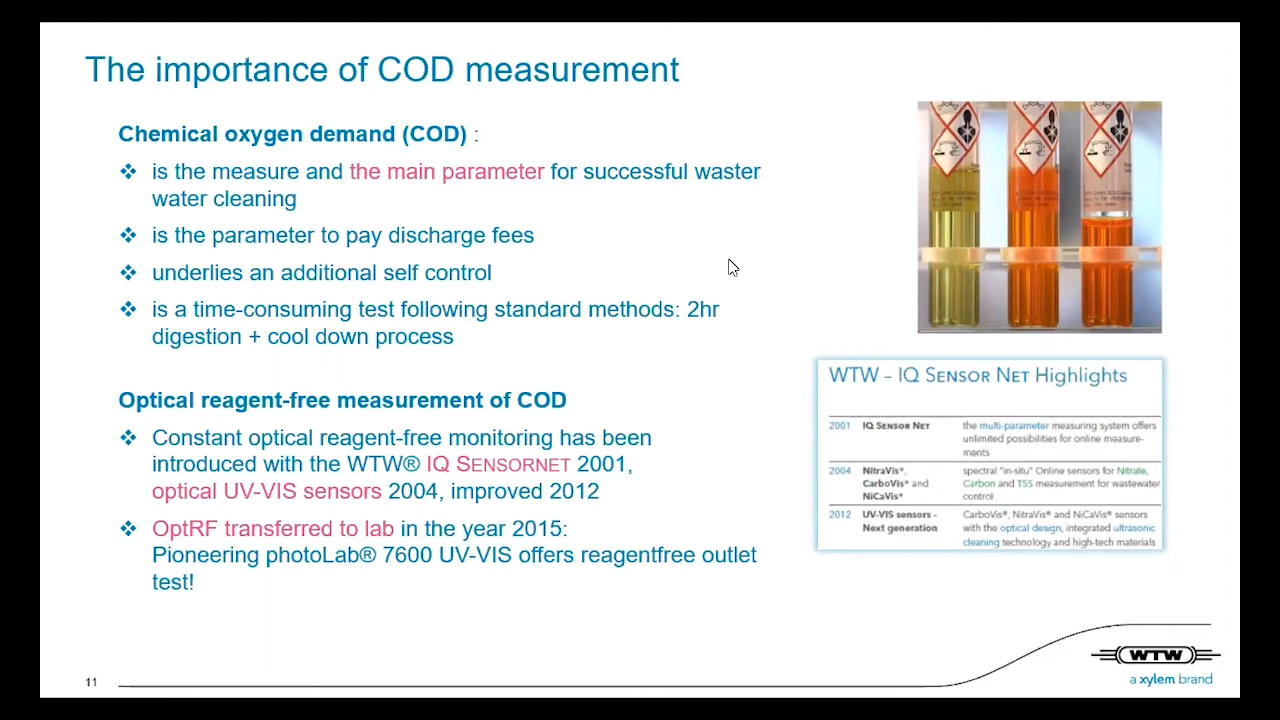 The importance of COD measurement
Chemical oxygen demand (COD) :
❖ is the measure and the main parameter for successful waster
water cleaning
❖ is the parameter to pay discharge fees
❖ underlies an additional self control
❖ is a time-consuming test following standard methods: 2hr
digestion + cool down process
Optical reagent-free measurement of COD
❖ Constant optical reagent-free monitoring has been
introduced with the WTW® IQ SENSORNET 2001,
optical UV-VIS sensors 2004, improved 2012
❖ OptRF transferred to lab in the year 2015:
Pioneering photoLab® 7600 UV-VIS offers reagentfree outlet
test!
WTW – IQ SENSOR NET Highlights
2001 IQ SENSOR NET the multi-parameter measuring system offers
unlimited possibilities for online measure-
ments
2004 NitraVis®, spectral "in-situ" Online sensors for Nitrate,
CarboVis® and Carbon and TSS measurement for wastewater
NiCaVis® control
2012 UV-VIS sensors - CarboVis®, NitraVis® and NiCaVis® sensors
Next generation with the optical design, integrated ultrasonic
cleaning technology and high-tech materials
11
WTW
a xylem brand